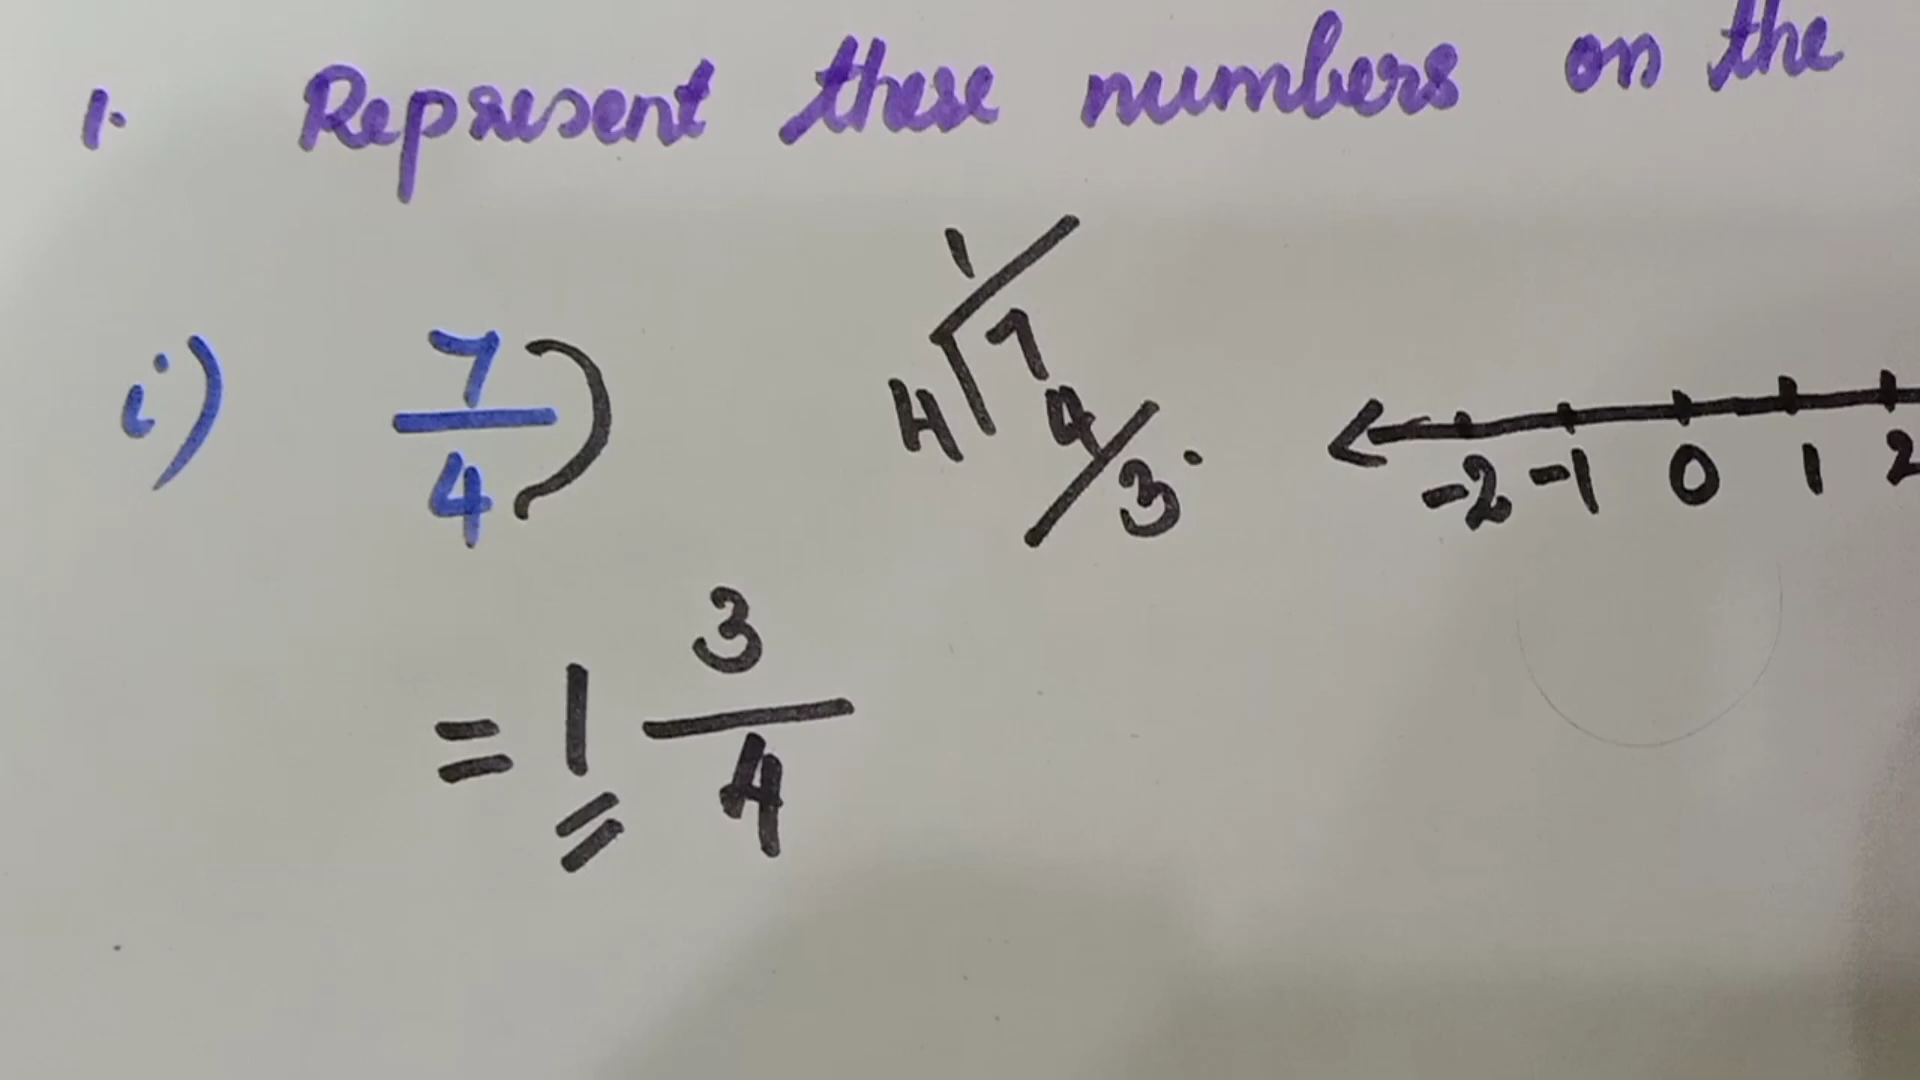 1. Represent these numbers on the
i) 7/4
1
4 7
4
3
-2 -1 0 1 2
= 1 3/4